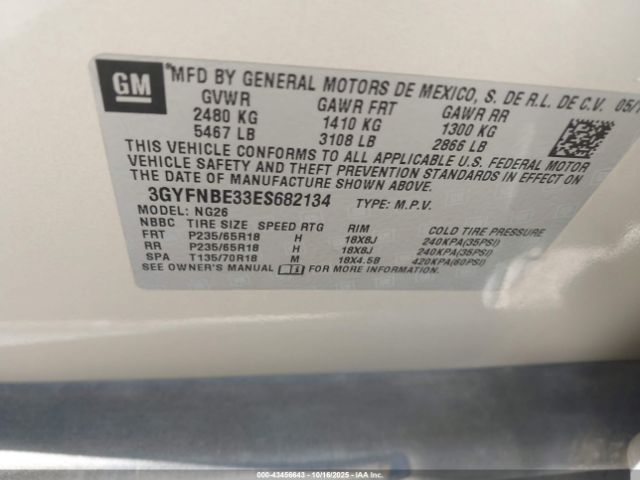 GM
MFD BY GENERAL MOTORS DE MEXICO, S. DE R.L. DE C.V. 05/
GVWR GAWR FRT GAWR RR
2480 KG 1410 KG 1300 KG
5467 LB 3108 LB 2866 LB
THIS VEHICLE CONFORMS TO ALL APPLICABLE U.S. FEDERAL MOTOR
VEHICLE SAFETY AND THEFT PREVENTION STANDARDS IN EFFECT ON
THE DATE OF MANUFACTURE SHOWN ABOVE.
3GYFNBE33ES682134 TYPE: M.P.V.
MODEL: NG26
NBBC TIRE SIZE SPEED RTG RIM COLD TIRE PRESSURE
FRT P235/65R18 H 18X8J 240KPA(35PSI)
RR P235/65R18 H 18X8J 240KPA(35PSI)
SPA T135/70R18 M 18X4.5B 420KPA(60PSI)
SEE OWNER'S MANUAL FOR MORE INFORMATION.
000-43456643 | 10/16/2025 | IAA Inc.